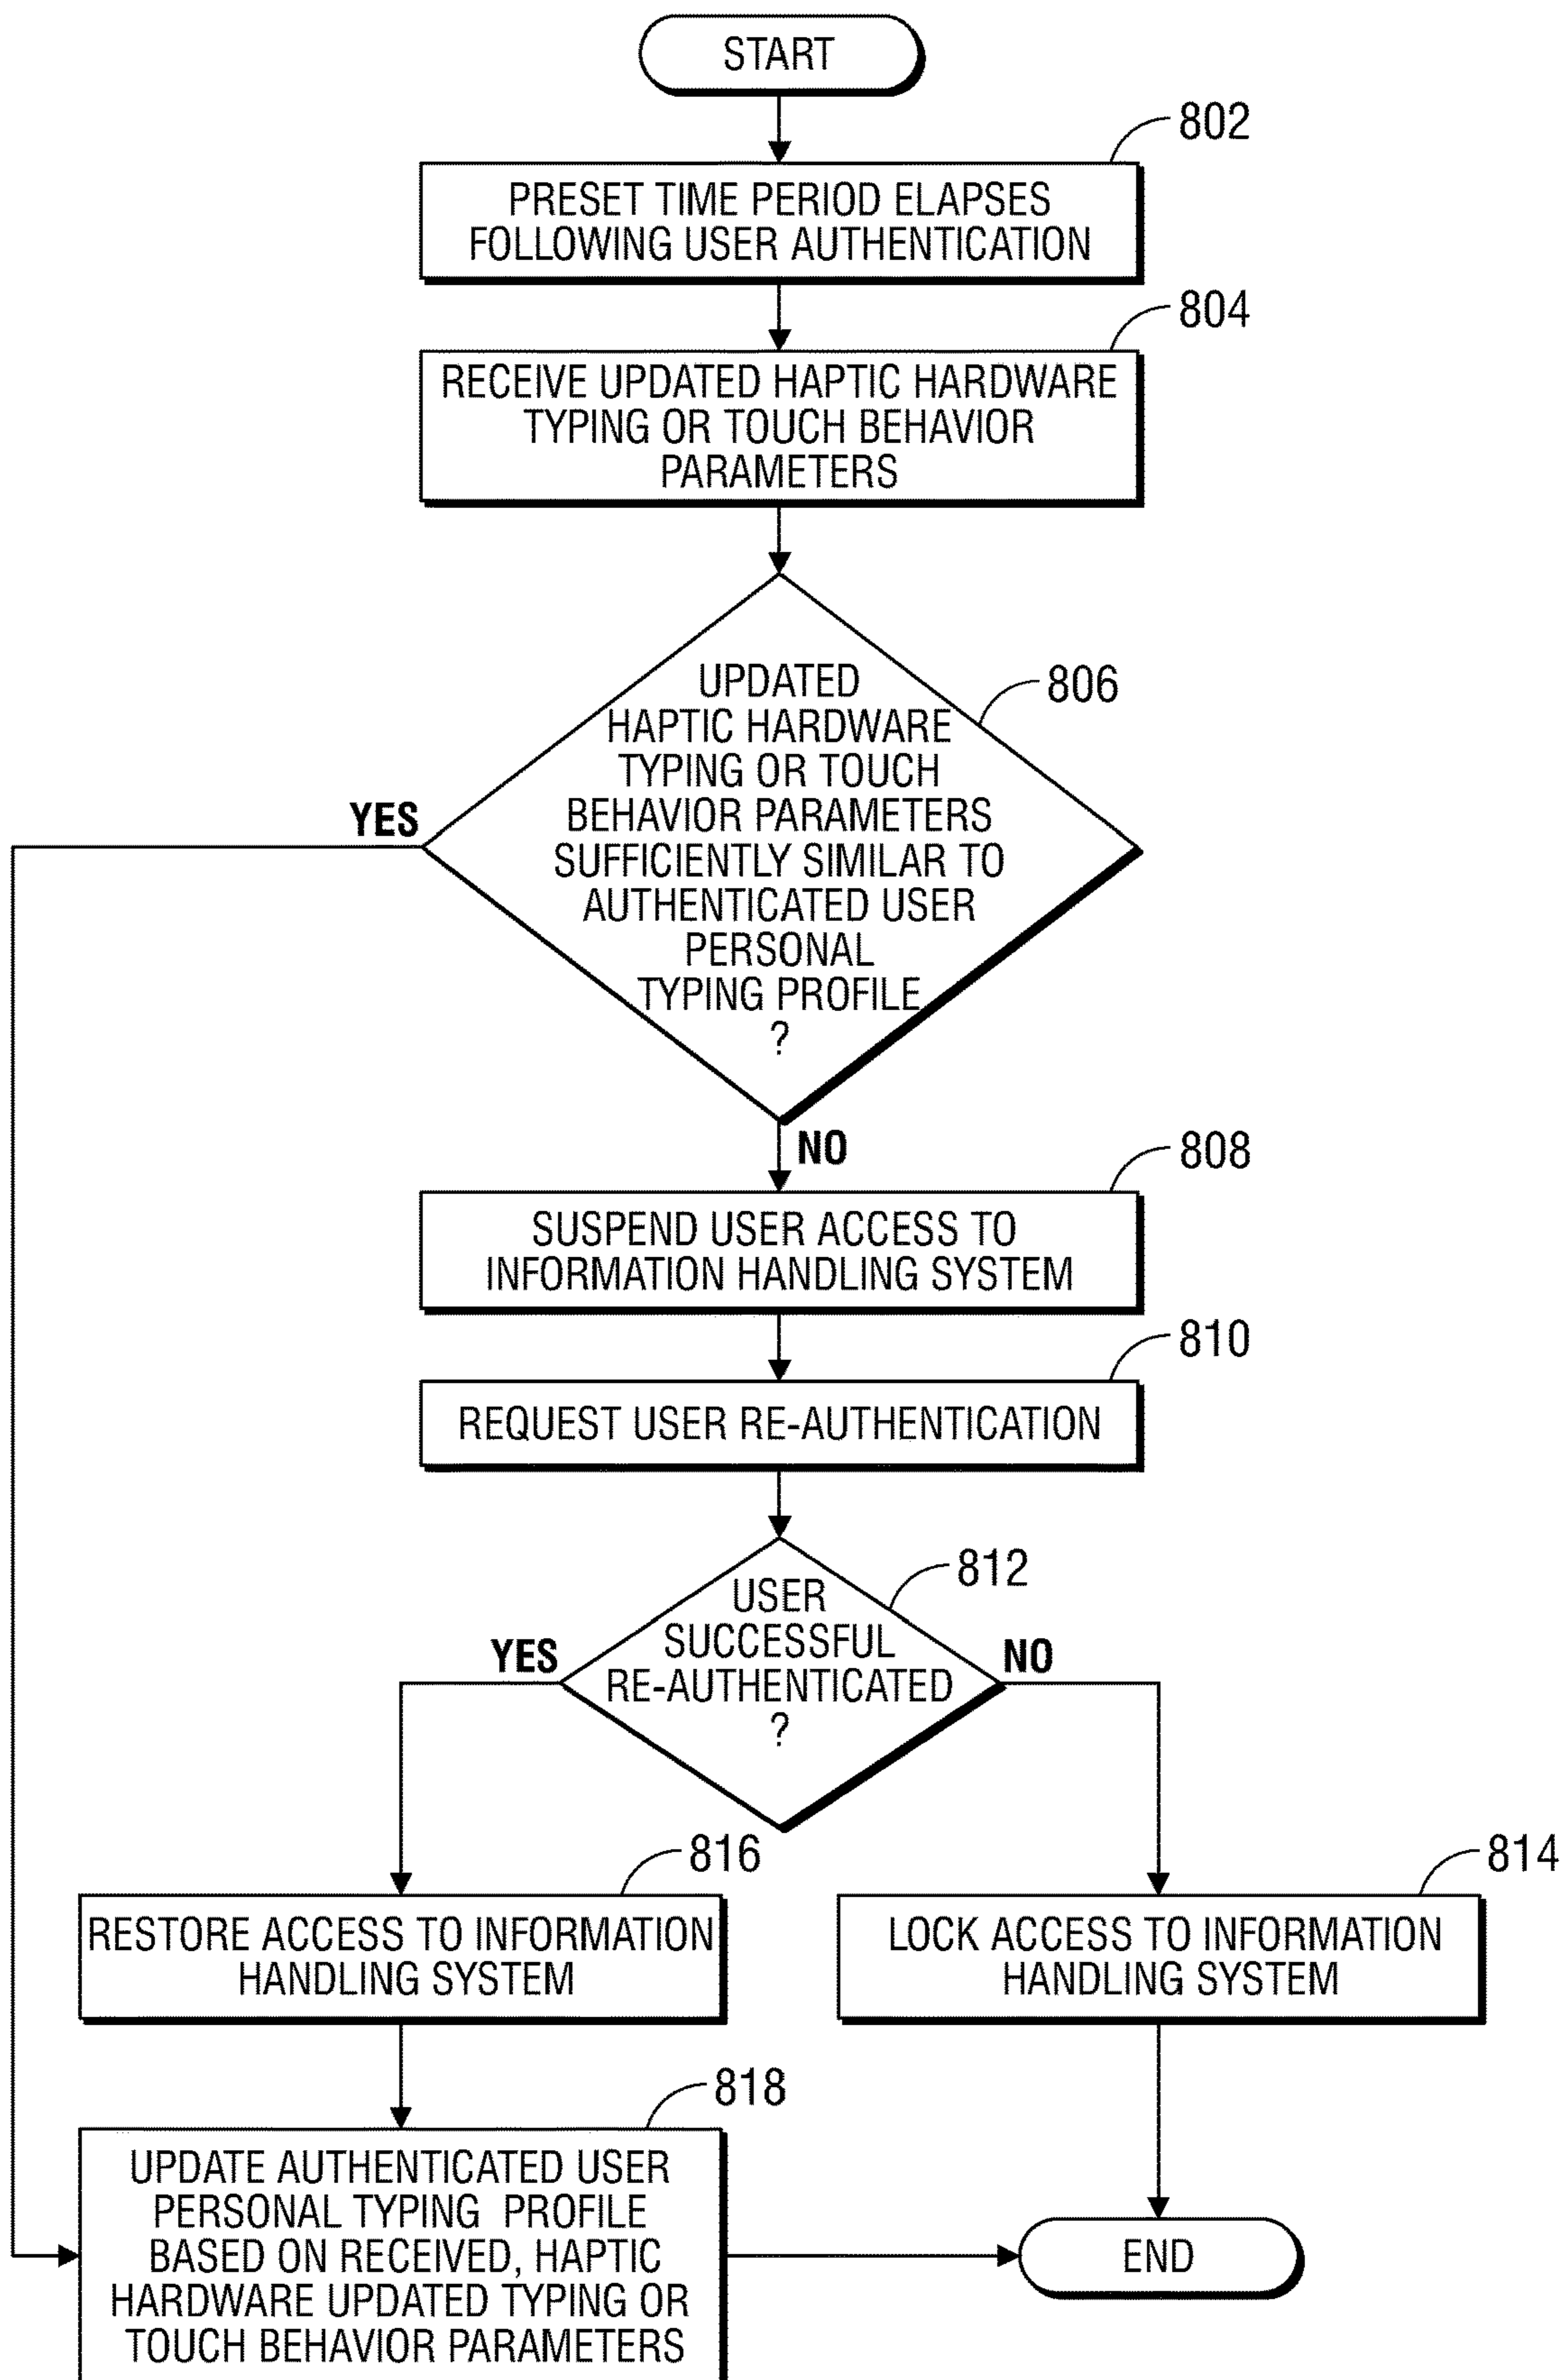 START
802
PRESET TIME PERIOD ELAPSES
FOLLOWING USER AUTHENTICATION
804
RECEIVE UPDATED HAPTIC HARDWARE
TYPING OR TOUCH BEHAVIOR
PARAMETERS
806
UPDATED
HAPTIC HARDWARE
TYPING OR TOUCH
BEHAVIOR PARAMETERS
SUFFICIENTLY SIMILAR TO
AUTHENTICATED USER
PERSONAL
TYPING PROFILE
?
YES
NO
808
SUSPEND USER ACCESS TO
INFORMATION HANDLING SYSTEM
810
REQUEST USER RE-AUTHENTICATION
812
USER
SUCCESSFUL
RE-AUTHENTICATED
?
YES
NO
816
RESTORE ACCESS TO INFORMATION
HANDLING SYSTEM
814
LOCK ACCESS TO INFORMATION
HANDLING SYSTEM
818
UPDATE AUTHENTICATED USER
PERSONAL TYPING PROFILE
BASED ON RECEIVED, HAPTIC
HARDWARE UPDATED TYPING OR
TOUCH BEHAVIOR PARAMETERS
END